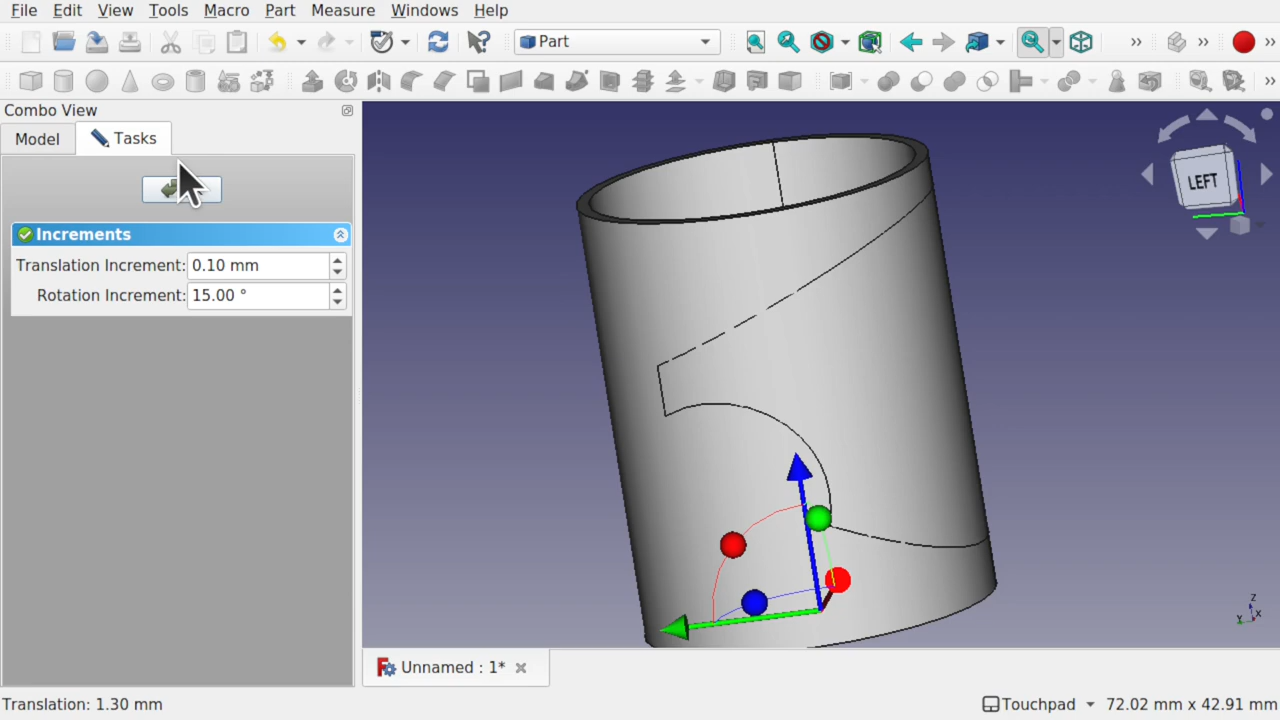 File Edit View Tools Macro Part Measure Windows Help
Part
Combo View
Model Tasks
Increments
Translation Increment: 0.10 mm
Rotation Increment: 15.00 °
LEFT
Z
Y X
Unnamed : 1*
Translation: 1.30 mm Touchpad 72.02 mm x 42.91 mm